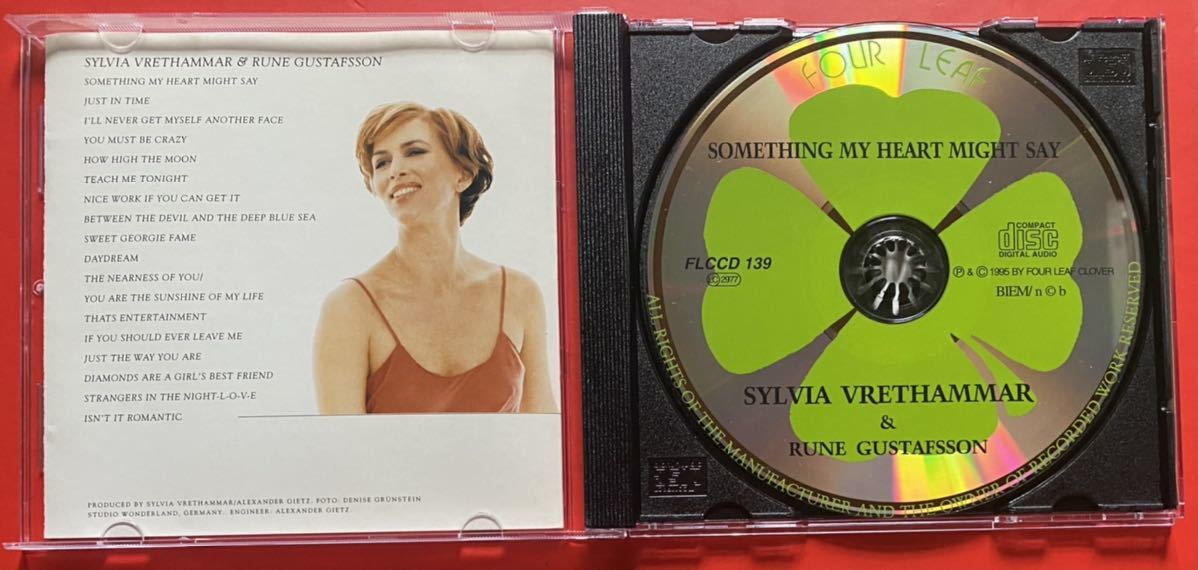 SYLVIA VRETHAMMAR & RUNE GUSTAFSSON
SOMETHING MY HEART MIGHT SAY
JUST IN TIME
I'LL NEVER GET MYSELF ANOTHER FACE
YOU MUST BE CRAZY
HOW HIGH THE MOON
TEACH ME TONIGHT
NICE WORK IF YOU CAN GET IT
BETWEEN THE DEVIL AND THE DEEP BLUE SEA
SWEET GEORGIE FAME
DAYDREAM
THE NEARNESS OF YOU/
YOU ARE THE SUNSHINE OF MY LIFE
THATS ENTERTAINMENT
IF YOU SHOULD EVER LEAVE ME
JUST THE WAY YOU ARE
DIAMONDS ARE A GIRL'S BEST FRIEND
STRANGERS IN THE NIGHT-L-O-V-E
ISN'T IT ROMANTIC
PRODUCED BY SYLVIA VRETHAMMAR/ALEXANDER GIETZ. FOTO: DENISE GRÜNSTEIN
STUDIO WONDERLAND, GERMANY. ENGINEER: ALEXANDER GIETZ.
FOUR LEAF
SOMETHING MY HEART MIGHT SAY
COMPACT
disc
DIGITAL AUDIO
FLCCD 139
LC 2977
℗ & © 1995 BY FOUR LEAF CLOVER
BIEM/ n©b
SYLVIA VRETHAMMAR
&
RUNE GUSTAFSSON
ALL RIGHTS OF THE MANUFACTURER AND THE OWNER OF RECORDED WORK RESERVED